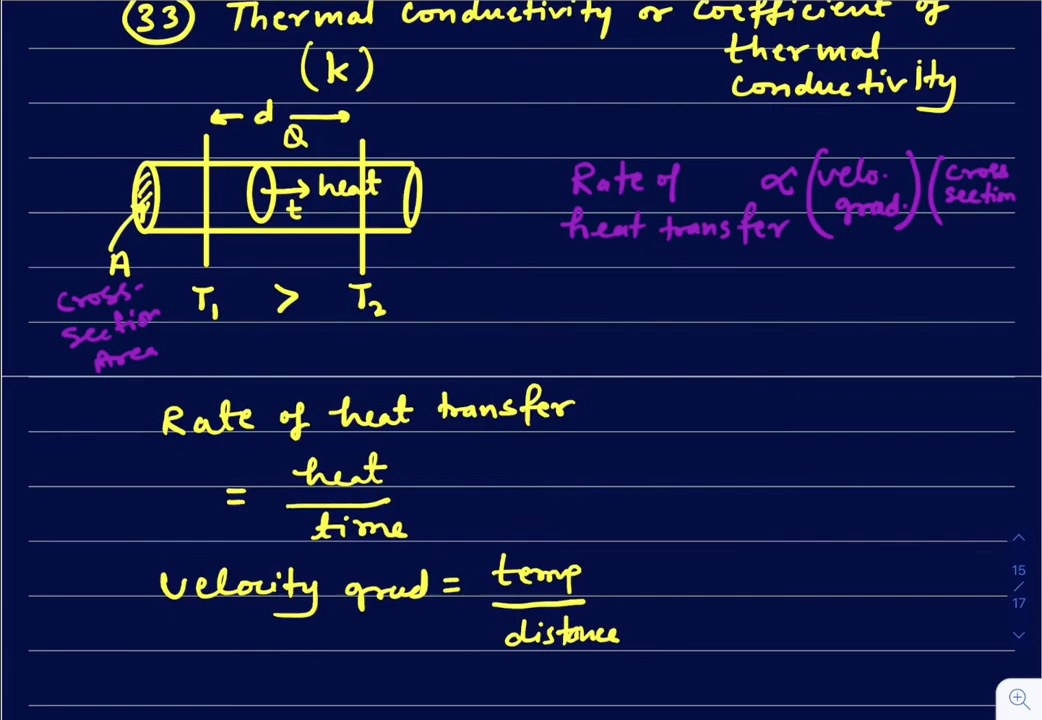 (33) Thermal Conductivity or Coefficient of
thermal
conductivity
(k)
d
Q
heat
t
A
Cross-
section
Area
T₁ > T₂
Rate of ∝ (velo. grad.) (cross section
heat transfer
Rate of heat transfer
= heat
time
Velocity grad = temp
distance
15
/
17